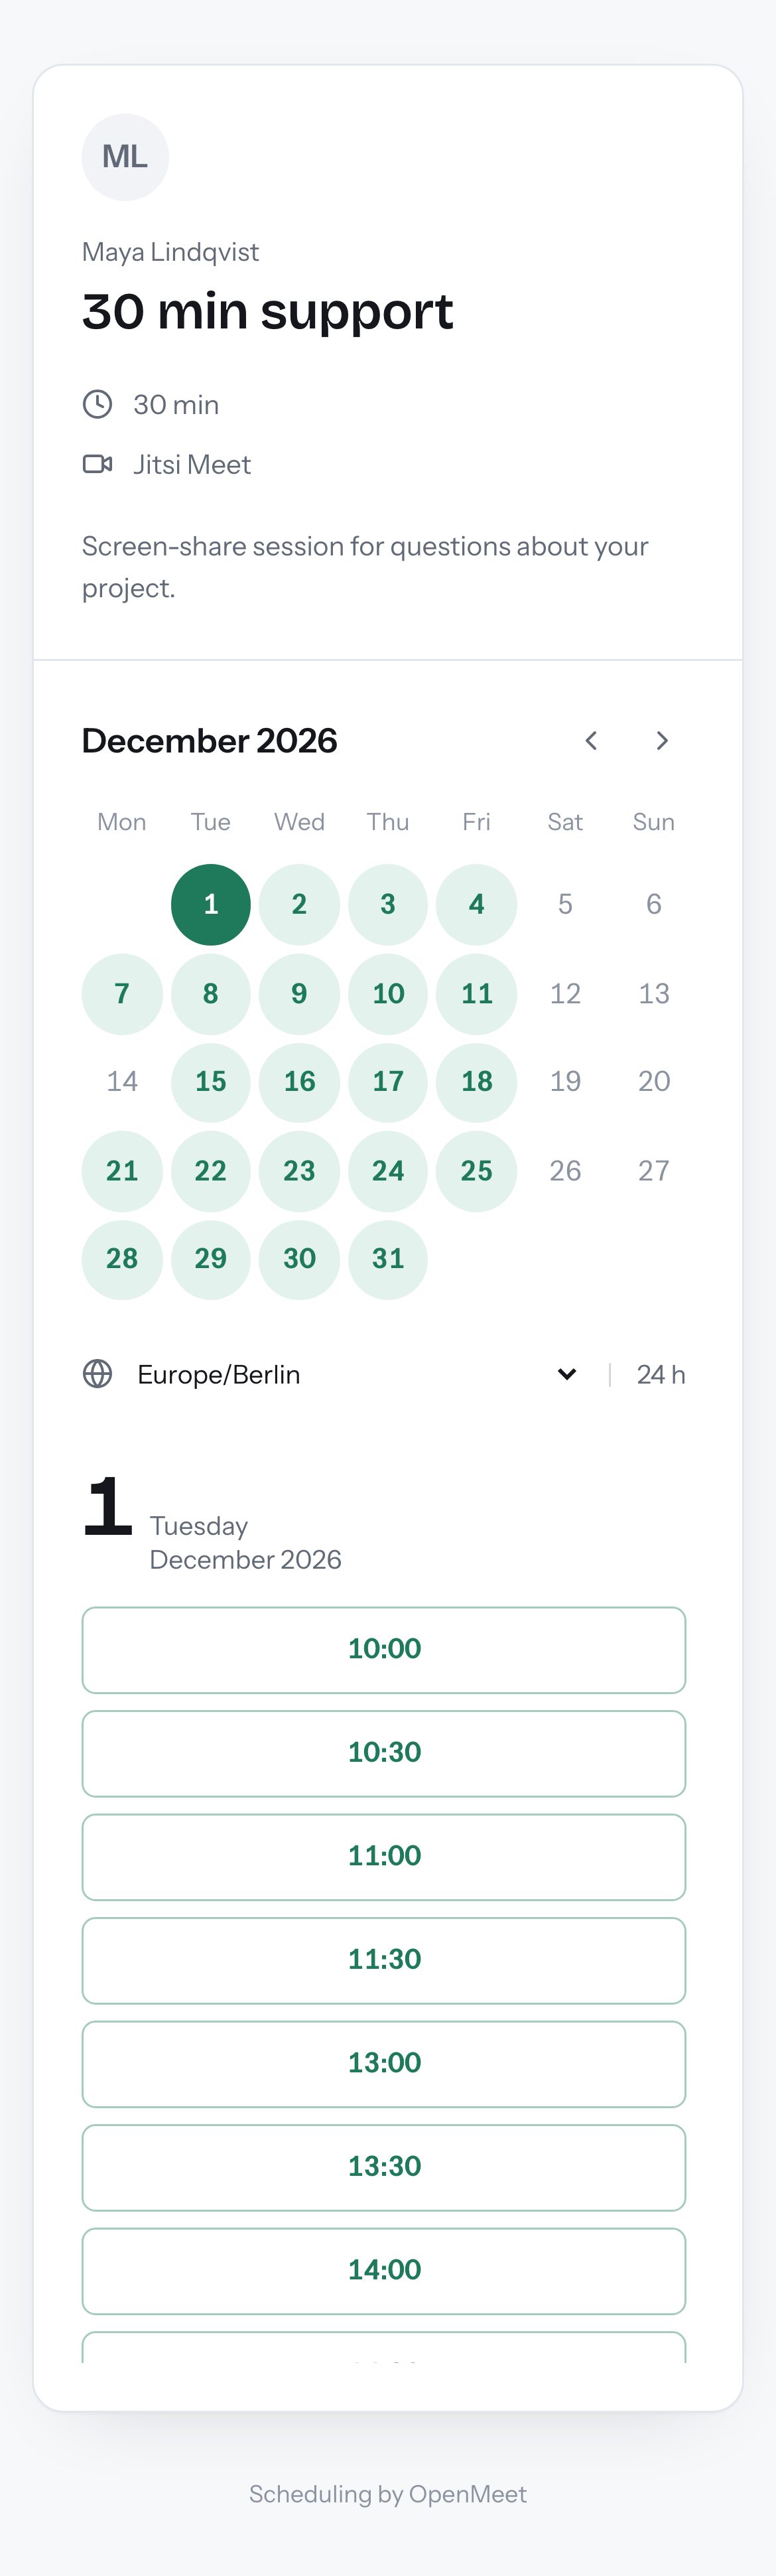 ML
Maya Lindqvist
30 min support
30 min
Jitsi Meet
Screen-share session for questions about your
project.
December 2026
Mon Tue Wed Thu Fri Sat Sun
1 2 3 4 5 6
7 8 9 10 11 12 13
14 15 16 17 18 19 20
21 22 23 24 25 26 27
28 29 30 31
Europe/Berlin 24 h
1 Tuesday
December 2026
10:00
10:30
11:00
11:30
13:00
13:30
14:00
Scheduling by OpenMeet